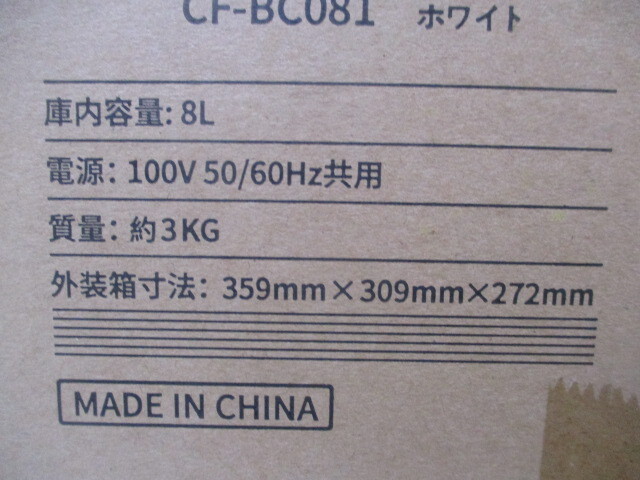 CF-BC081 ホワイト
庫内容量: 8L
電源: 100V 50/60Hz共用
質量: 約3KG
外装箱寸法: 359mm×309mm×272mm
MADE IN CHINA